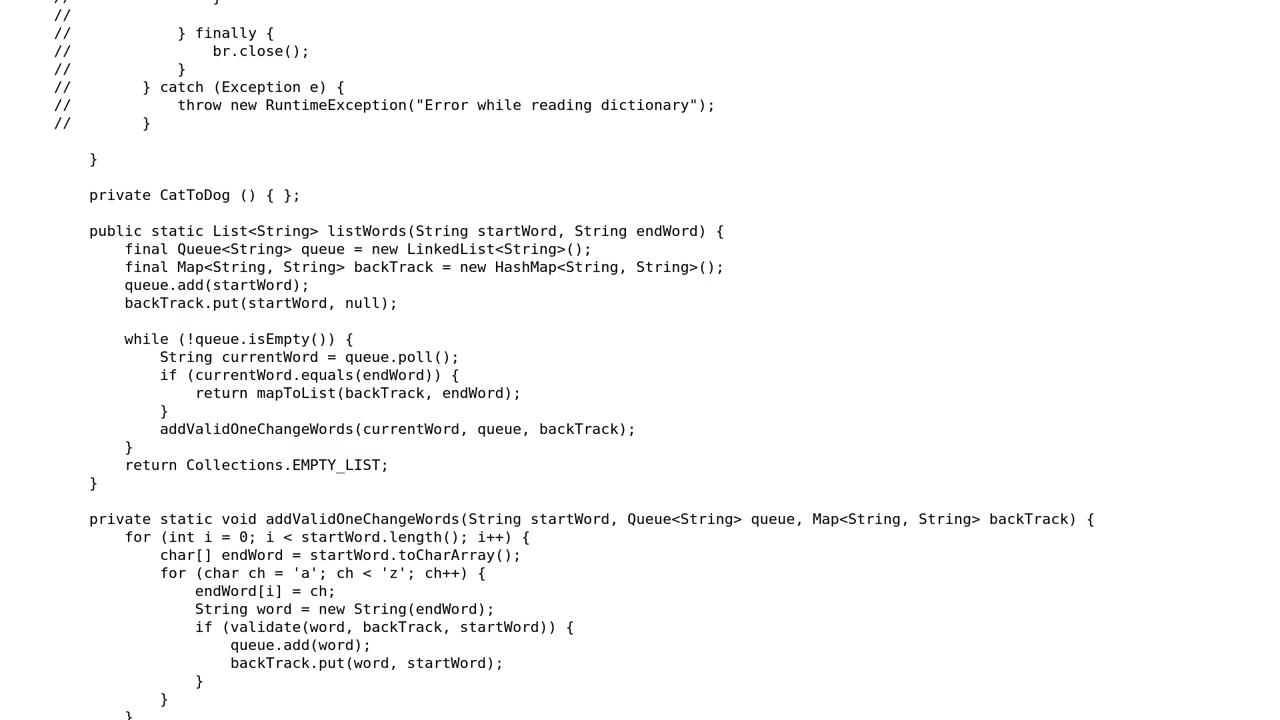 //                }
//
//            } finally {
//                br.close();
//            }
//        } catch (Exception e) {
//            throw new RuntimeException("Error while reading dictionary");
//        }

    }

    private CatToDog () { };

    public static List<String> listWords(String startWord, String endWord) {
        final Queue<String> queue = new LinkedList<String>();
        final Map<String, String> backTrack = new HashMap<String, String>();
        queue.add(startWord);
        backTrack.put(startWord, null);

        while (!queue.isEmpty()) {
            String currentWord = queue.poll();
            if (currentWord.equals(endWord)) {
                return mapToList(backTrack, endWord);
            }
            addValidOneChangeWords(currentWord, queue, backTrack);
        }
        return Collections.EMPTY_LIST;
    }

    private static void addValidOneChangeWords(String startWord, Queue<String> queue, Map<String, String> backTrack) {
        for (int i = 0; i < startWord.length(); i++) {
            char[] endWord = startWord.toCharArray();
            for (char ch = 'a'; ch < 'z'; ch++) {
                endWord[i] = ch;
                String word = new String(endWord);
                if (validate(word, backTrack, startWord)) {
                    queue.add(word);
                    backTrack.put(word, startWord);
                }
            }
        }